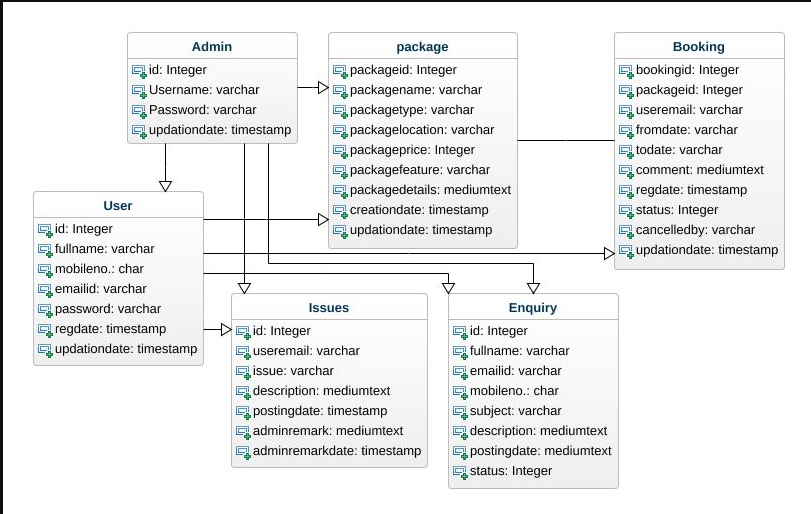 Admin
id: Integer
Username: varchar
Password: varchar
updationdate: timestamp
package
packageid: Integer
packagename: varchar
packagetype: varchar
packagelocation: varchar
packageprice: Integer
packagefeature: varchar
packagedetails: mediumtext
creationdate: timestamp
updationdate: timestamp
Booking
bookingid: Integer
packageid: Integer
useremail: varchar
fromdate: varchar
todate: varchar
comment: mediumtext
regdate: timestamp
status: Integer
cancelledby: varchar
updationdate: timestamp
User
id: Integer
fullname: varchar
mobileno.: char
emailid: varchar
password: varchar
regdate: timestamp
updationdate: timestamp
Issues
id: Integer
useremail: varchar
issue: varchar
description: mediumtext
postingdate: timestamp
adminremark: mediumtext
adminremarkdate: timestamp
Enquiry
id: Integer
fullname: varchar
emailid: varchar
mobileno.: char
subject: varchar
description: mediumtext
postingdate: mediumtext
status: Integer